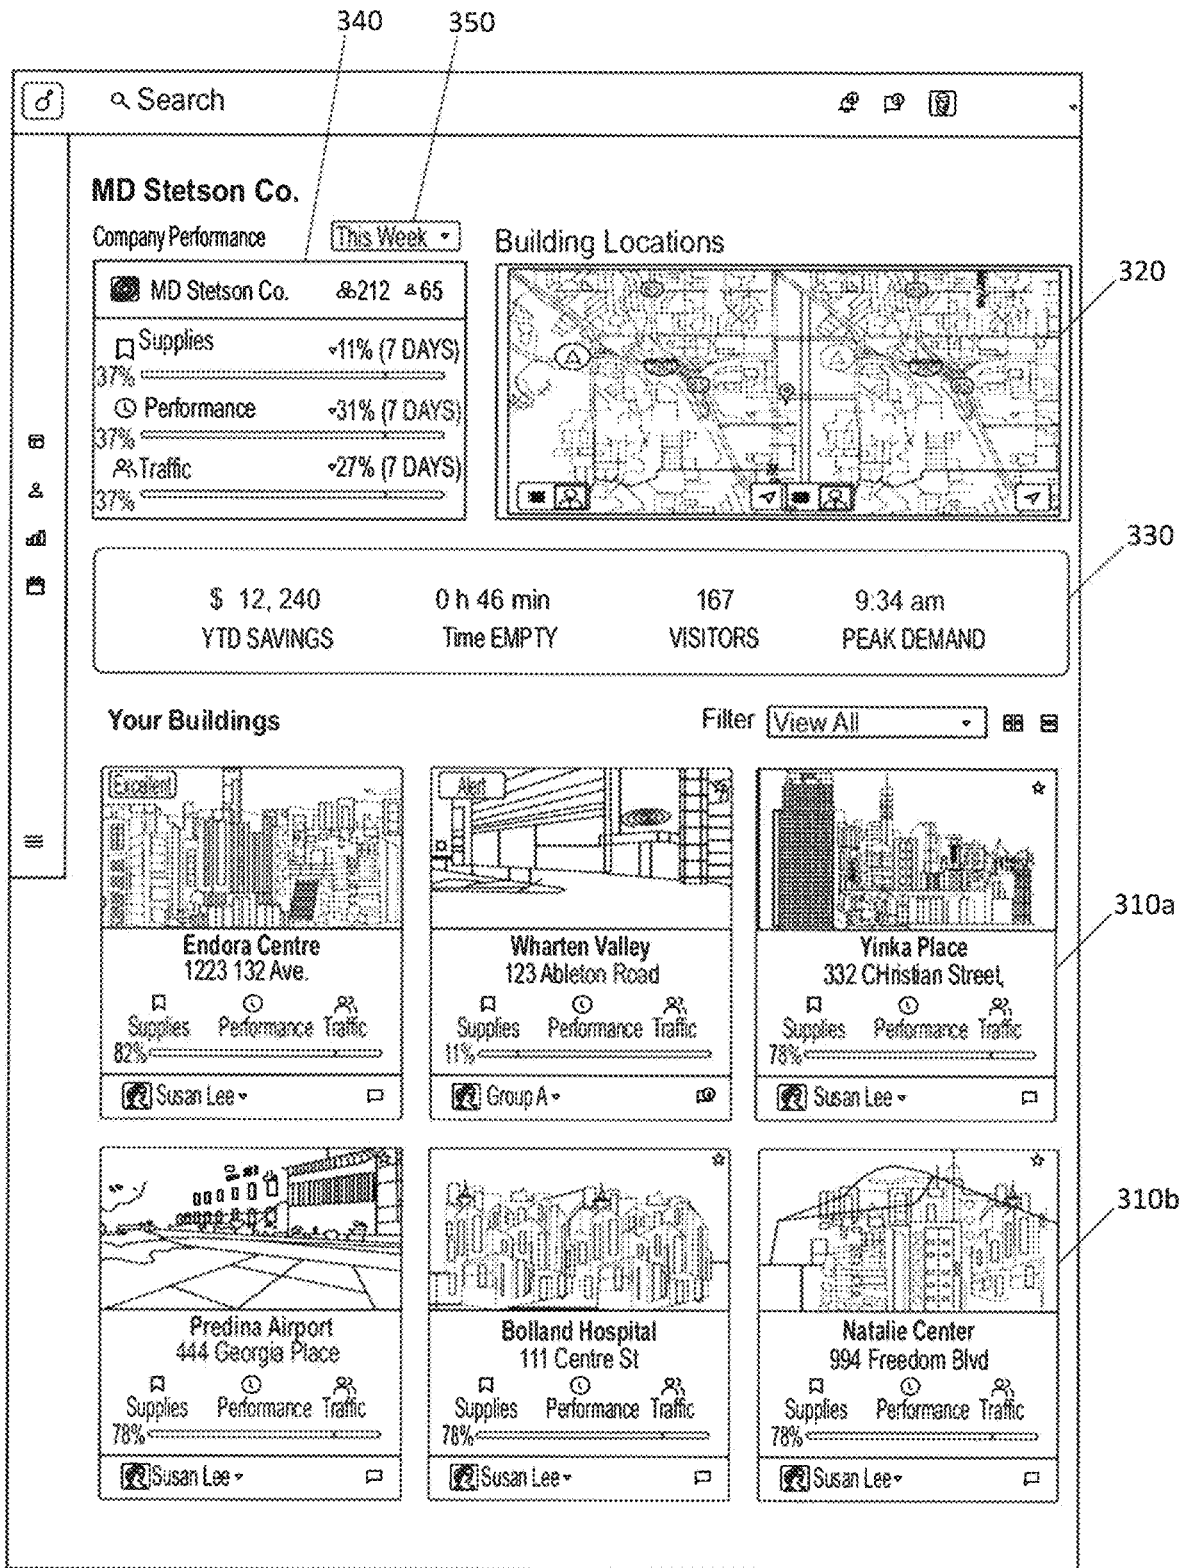 340 350
Search
MD Stetson Co.
Company Performance This Week
Building Locations
320
MD Stetson Co. 212 65
Supplies 11% (7 DAYS)
37%
Performance 31% (7 DAYS)
37%
Traffic 27% (7 DAYS)
37%
330
$ 12, 240 0 h 46 min 167 9:34 am
YTD SAVINGS Time EMPTY VISITORS PEAK DEMAND
Your Buildings Filter View All
Excellent Alert
310a
Endora Centre Wharten Valley Yinka Place
1223 132 Ave. 123 Ableton Road 332 CHristian Street,
Supplies Performance Traffic Supplies Performance Traffic Supplies Performance Traffic
82% 11% 78%
Susan Lee Group A Susan Lee
310b
Predina Airport Bolland Hospital Natalie Center
444 Georgia Place 111 Centre St 994 Freedom Blvd
Supplies Performance Traffic Supplies Performance Traffic Supplies Performance Traffic
78% 78% 78%
Susan Lee Susan Lee Susan Lee